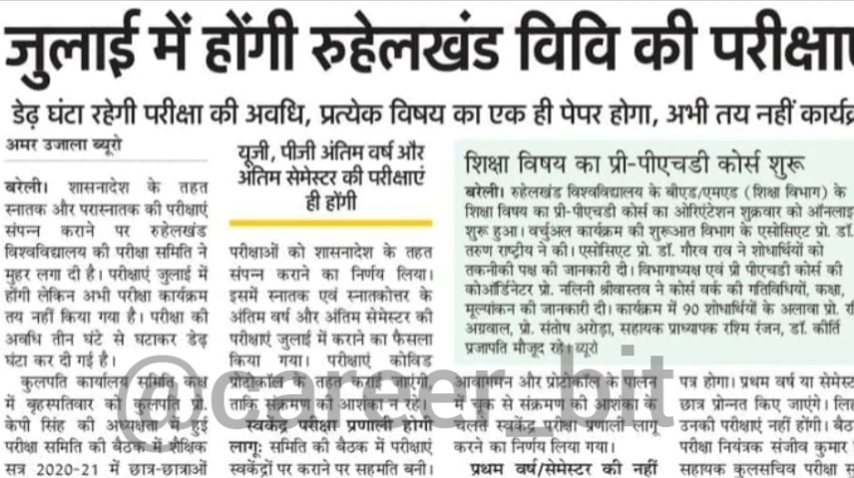 जुलाई में होंगी रुहेलखंड विवि की परीक्षाएं
डेढ़ घंटा रहेगी परीक्षा की अवधि, प्रत्येक विषय का एक ही पेपर होगा, अभी तय नहीं
अमर उजाला ब्यूरो
बरेली। शासनादेश के तहत
स्नातक और परास्नातक की परीक्षाएं
संपन्न कराने पर रुहेलखंड
विश्वविद्यालय की परीक्षा समिति ने
मुहर लगा दी है। परीक्षाएं जुलाई में
होंगी लेकिन अभी परीक्षा कार्यक्रम
तय नहीं किया गया है। परीक्षा की
अवधि तीन घंटे से घटाकर डेढ़
घंटा कर दी गई है।
कुलपति कार्यालय समिति कक्ष
में बृहस्पतिवार को कुलपति प्रो.
केपी सिंह की अध्यक्षता में हुई
परीक्षा समिति की बैठक में शैक्षिक
सत्र 2020-21 में छात्र-छात्राओं
यूजी, पीजी अंतिम वर्ष और
अंतिम सेमेस्टर की परीक्षाएं
ही होंगी
परीक्षाओं को शासनादेश के तहत
संपन्न कराने का निर्णय लिया।
इसमें स्नातक एवं स्नातकोत्तर के
अंतिम वर्ष और अंतिम सेमेस्टर की
परीक्षाएं जुलाई में कराने का फैसला
किया गया। परीक्षाएं कोविड
प्रोटोकॉल के तहत कराई जाएंगी,
ताकि संक्रमण की आशंका न रहे।
स्वकेंद्र परीक्षा प्रणाली होगी
लागू: समिति की बैठक में परीक्षाएं
स्वकेंद्रों पर कराने पर सहमति बनी।
शिक्षा विषय का प्री-पीएचडी कोर्स शुरू
बरेली। रुहेलखंड विश्वविद्यालय के बीएड/एमएड (शिक्षा विभाग) के
शिक्षा विषय का प्री-पीएचडी कोर्स का ओरिएंटेशन शुक्रवार को ऑनलाइन
शुरू हुआ। वर्चुअल कार्यक्रम की शुरूआत विभाग के एसोसिएट प्रो. डॉ.
तरुण राष्ट्रीय ने की। एसोसिएट प्रो. डॉ. गौरव राव ने शोधार्थियों को
तकनीकी पक्ष की जानकारी दी। विभागाध्यक्ष एवं प्री पीएचडी कोर्स की
कोऑर्डिनेटर प्रो. नलिनी श्रीवास्तव ने कोर्स वर्क की गतिविधियों, कक्षा,
मूल्यांकन की जानकारी दी। कार्यक्रम में 90 शोधार्थियों के अलावा प्रो.
अग्रवाल, प्रो. संतोष अरोड़ा, सहायक प्राध्यापक रश्मि रंजन, डॉ. कीर्ति
प्रजापति मौजूद रहे। ब्यूरो
आवागमन और प्रोटोकॉल के पालन
में चूक से संक्रमण की आशंका के
चलते स्वकेंद्र परीक्षा प्रणाली लागू
करने का निर्णय लिया गया।
प्रथम वर्ष/सेमेस्टर की नहीं
पत्र होगा। प्रथम वर्ष या
छात्र प्रोन्नत किए जाएंगे।
उनकी परीक्षाएं नहीं होंगी।
परीक्षा नियंत्रक संजीव कुमार
सहायक कुलसचिव परीक्षा
@career_bit